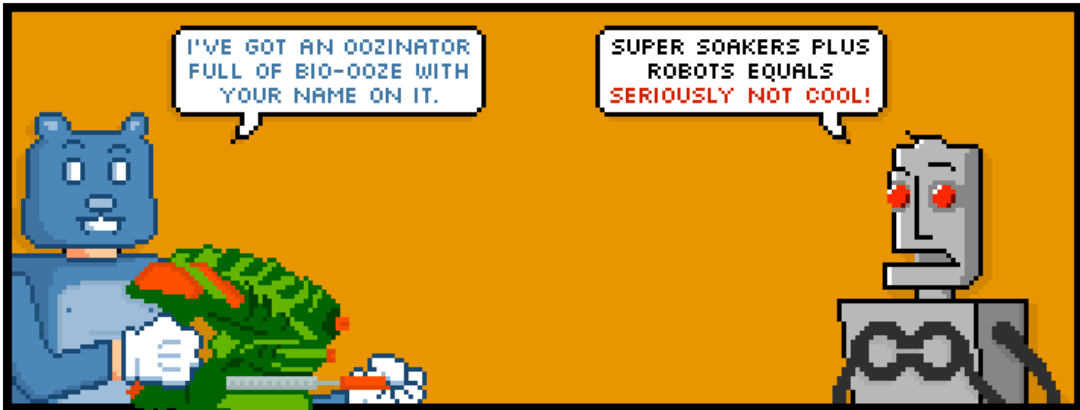 I'VE GOT AN OOZINATOR
FULL OF BIO-OOZE WITH
YOUR NAME ON IT.
SUPER SOAKERS PLUS
ROBOTS EQUALS
SERIOUSLY NOT COOL!